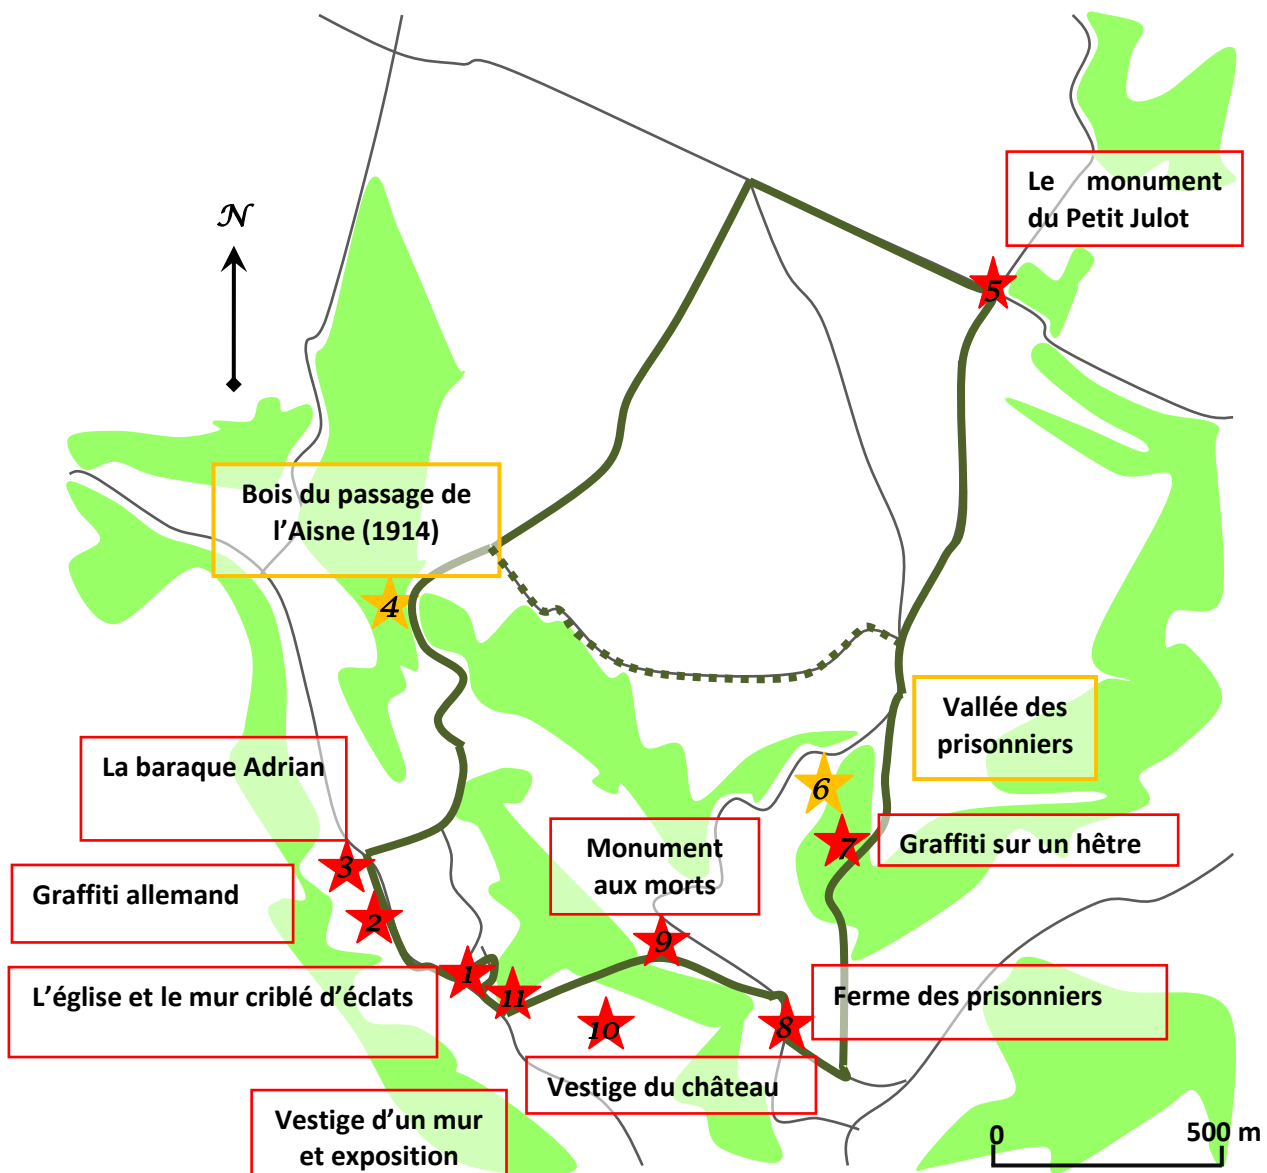 Le monument
du Petit Julot
N
5
Bois du passage de
l'Aisne (1914)
4
Vallée des
prisonniers
La baraque Adrian
6
Monument
aux morts
7
Graffiti sur un hêtre
3
Graffiti allemand
2
9
1
L'église et le mur criblé d'éclats
11
10
8
Ferme des prisonniers
Vestige du château
Vestige d'un mur
et exposition
0 500 m